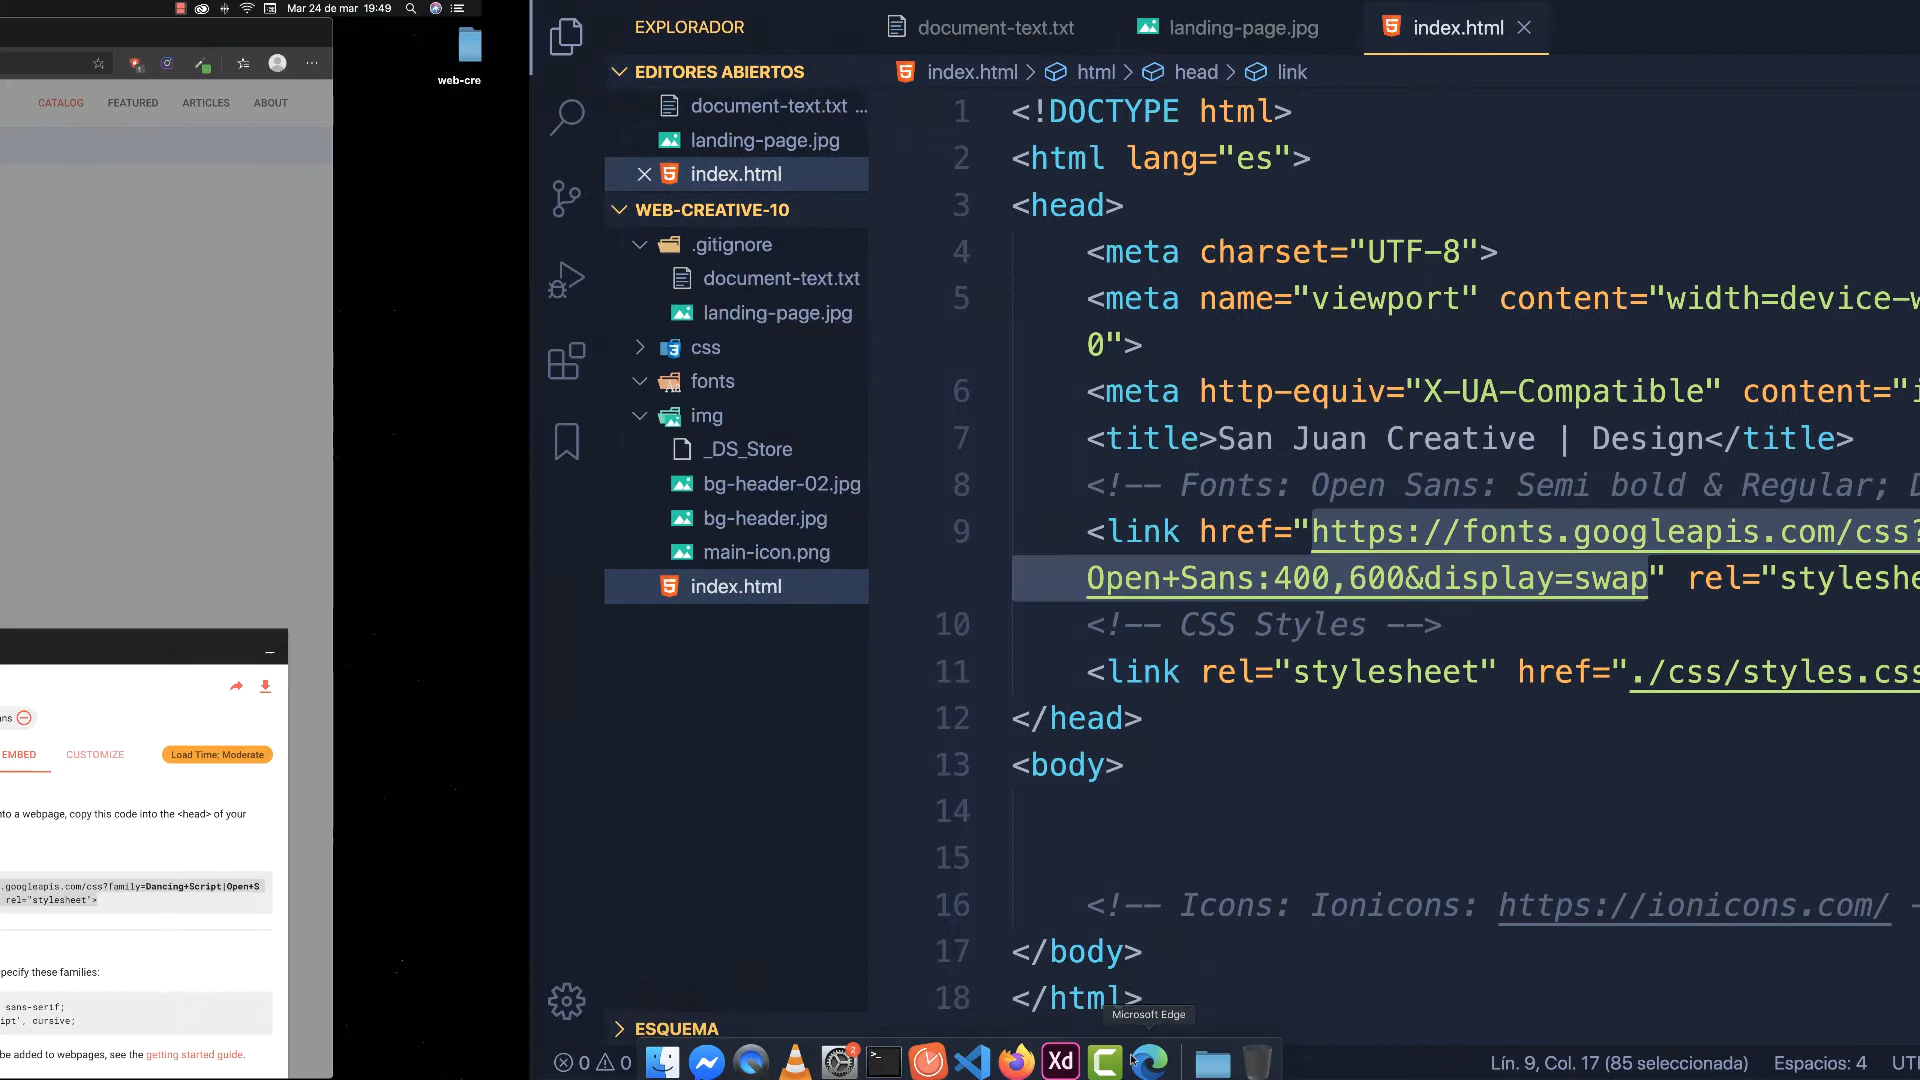 Mar 24 de mar 19:49
web-cre
CATALOG FEATURED ARTICLES ABOUT
EMBED CUSTOMIZE Load Time: Moderate
a webpage, copy this code into the <head> of your
.googleapis.com/css?family=Dancing+Script|Open+S
rel="stylesheet">
these families:
sans-serif;
cursive;
be added to webpages, see the getting started guide.
EXPLORADOR
EDITORES ABIERTOS
document-text.txt ...
landing-page.jpg
index.html
WEB-CREATIVE-10
.gitignore
document-text.txt
landing-page.jpg
css
fonts
img
_DS_Store
bg-header-02.jpg
bg-header.jpg
main-icon.png
index.html
ESQUEMA
document-text.txt landing-page.jpg index.html
index.html > html > head > link
1 <!DOCTYPE html>
2 <html lang="es">
3 <head>
4 <meta charset="UTF-8">
5 <meta name="viewport" content="width=device-w
0">
6 <meta http-equiv="X-UA-Compatible" content="i
7 <title>San Juan Creative | Design</title>
8 <!-- Fonts: Open Sans: Semi bold & Regular; D
9 <link href="https://fonts.googleapis.com/css?
Open+Sans:400,600&display=swap" rel="styleshe
10 <!-- CSS Styles -->
11 <link rel="stylesheet" href="./css/styles.css
12 </head>
13 <body>
14
15
16 <!-- Icons: Ionicons: https://ionicons.com/ -
17 </body>
18 </html>
Microsoft Edge
0 0
2
Xd
Lín. 9, Col. 17 (85 seleccionada) Espacios: 4 UT